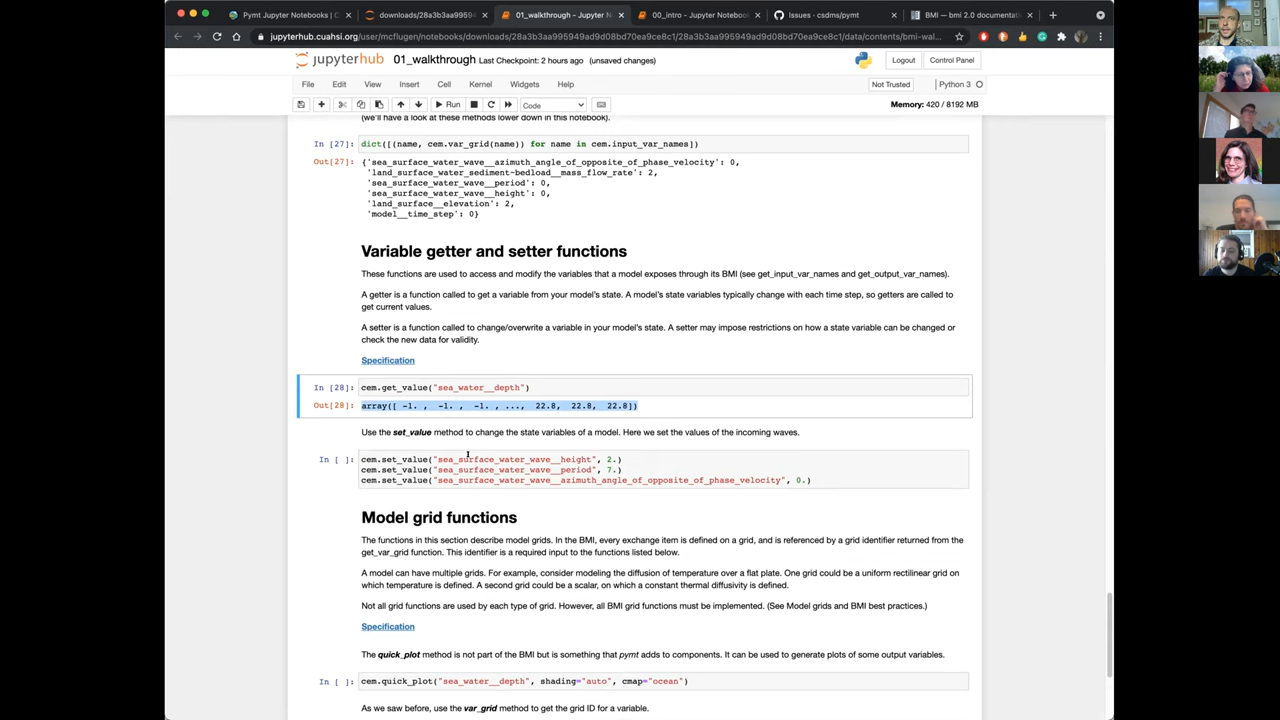 Pymt Jupyter Notebooks | C
downloads/28a3b3aa995949
01_walkthrough - Jupyter N
00_intro - Jupyter Notebook
Issues · csdms/pymt
BMI — bmi 2.0 documentation
jupyterhub.cuahsi.org/user/mcflugen/notebooks/downloads/28a3b3aa995949d9ad09d08bd70ea9ce8c1/data/contents/bmi-wal...
jupyterhub 01_walkthrough Last Checkpoint: 2 hours ago (unsaved changes)
Logout Control Panel
File Edit View Insert Cell Kernel Widgets Help
Not Trusted Python 3
Run Code Memory: 420 / 8192 MB
(we'll have a look at these methods lower down in this notebook).
In [27]: dict([(name, cem.var_grid(name)) for name in cem.input_var_names])
Out[27]: {'sea_surface_water_wave__azimuth_angle_of_opposite_of_phase_velocity': 0,
'land_surface_water_sediment~bedload__mass_flow_rate': 2,
'sea_surface_water_wave__period': 0,
'sea_surface_water_wave__height': 0,
'land_surface__elevation': 2,
'model__time_step': 0}
Variable getter and setter functions
These functions are used to access and modify the variables that a model exposes through its BMI (see get_input_var_names and get_output_var_names).
A getter is a function called to get a variable from your model's state. A model's state variables typically change with each time step, so getters are called to
get current values.
A setter is a function called to change/overwrite a variable in your model's state. A setter may impose restrictions on how a state variable can be changed or
check the new data for validity.
Specification
In [28]: cem.get_value("sea_water__depth")
Out[28]: array([ -1. , -1. , -1. , ..., 22.8, 22.8, 22.8])
Use the set_value method to change the state variables of a model. Here we set the values of the incoming waves.
In [ ]: cem.set_value("sea_surface_water_wave__height", 2.)
cem.set_value("sea_surface_water_wave__period", 7.)
cem.set_value("sea_surface_water_wave__azimuth_angle_of_opposite_of_phase_velocity", 0.)
Model grid functions
The functions in this section describe model grids. In the BMI, every exchange item is defined on a grid, and is referenced by a grid identifier returned from the
get_var_grid function. This identifier is a required input to the functions listed below.
A model can have multiple grids. For example, consider modeling the diffusion of temperature over a flat plate. One grid could be a uniform rectilinear grid on
which temperature is defined. A second grid could be a scalar, on which a constant thermal diffusivity is defined.
Not all grid functions are used by each type of grid. However, all BMI grid functions must be implemented. (See Model grids and BMI best practices.)
Specification
The quick_plot method is not part of the BMI but is something that pymt adds to components. It can be used to generate plots of some output variables.
In [ ]: cem.quick_plot("sea_water__depth", shading="auto", cmap="ocean")
As we saw before, use the var_grid method to get the grid ID for a variable.